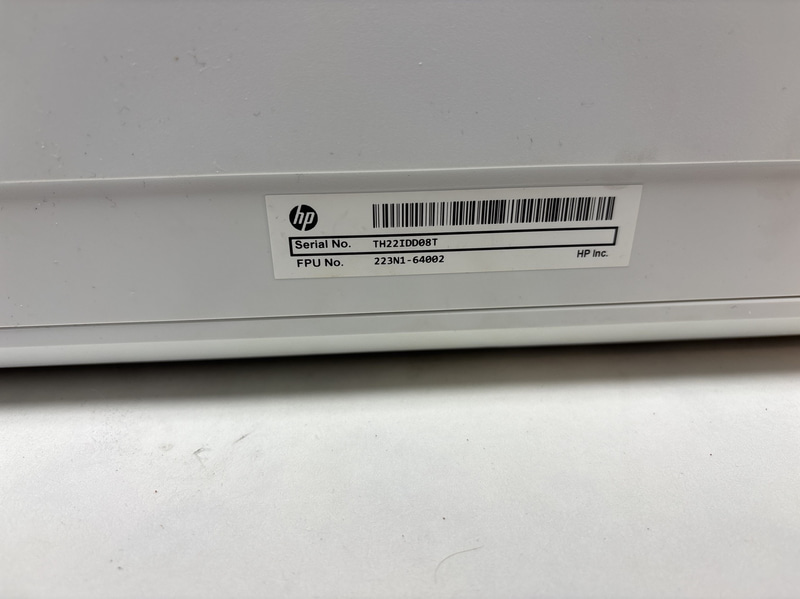 hp
Serial No. TH22IDD08T
FPU No. 223N1-64002
HP Inc.